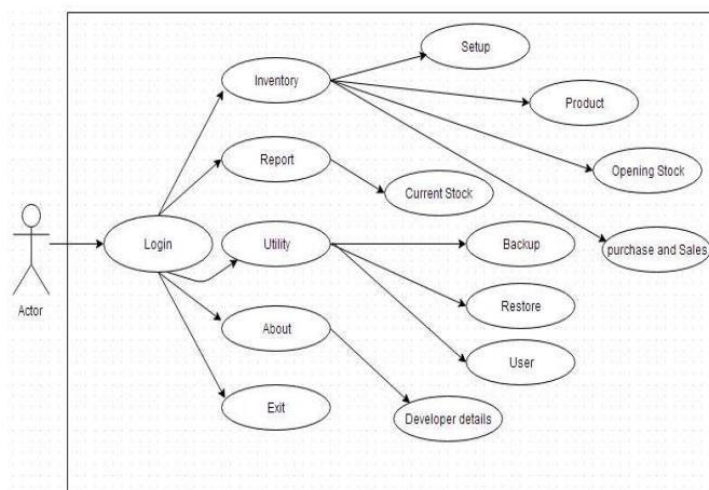 Setup
Inventory
Product
Report
Opening Stock
Current Stock
Login
Utility
Backup
purchase and Sales
Actor
About
Restore
User
Exit
Developer details